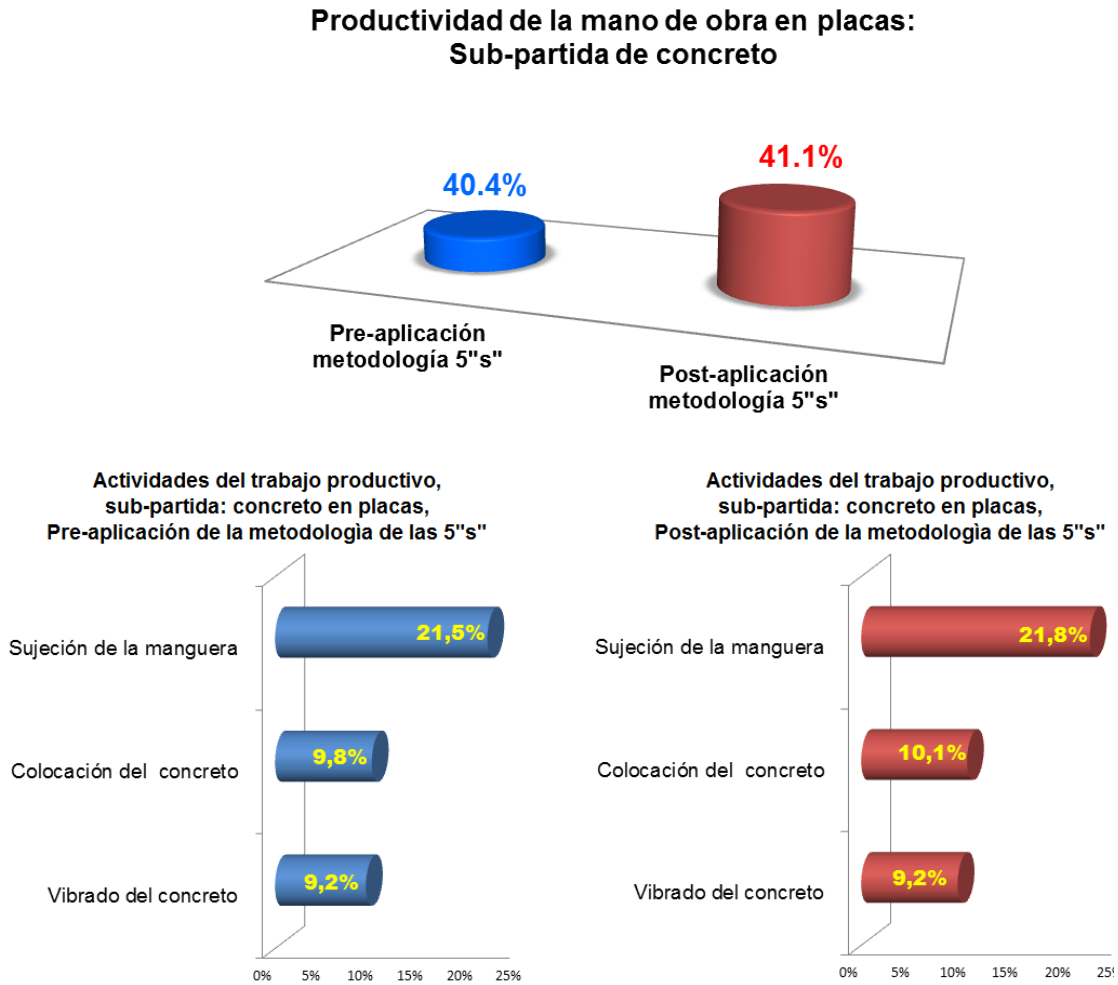 Productividad de la mano de obra en placas:
Sub-partida de concreto
40.4%
41.1%
Pre-aplicación
metodología 5"s"
Post-aplicación
metodología 5"s"
Actividades del trabajo productivo,
sub-partida: concreto en placas,
Pre-aplicación de la metodologìa de las 5"s"
Sujeción de la manguera
21,5%
Colocación del concreto
9,8%
Vibrado del concreto
9,2%
0% 5% 10% 15% 20% 25%
Actividades del trabajo productivo,
sub-partida: concreto en placas,
Post-aplicación de la metodologìa de las 5"s"
Sujeción de la manguera
21,8%
Colocación del concreto
10,1%
Vibrado del concreto
9,2%
0% 5% 10% 15% 20% 25%